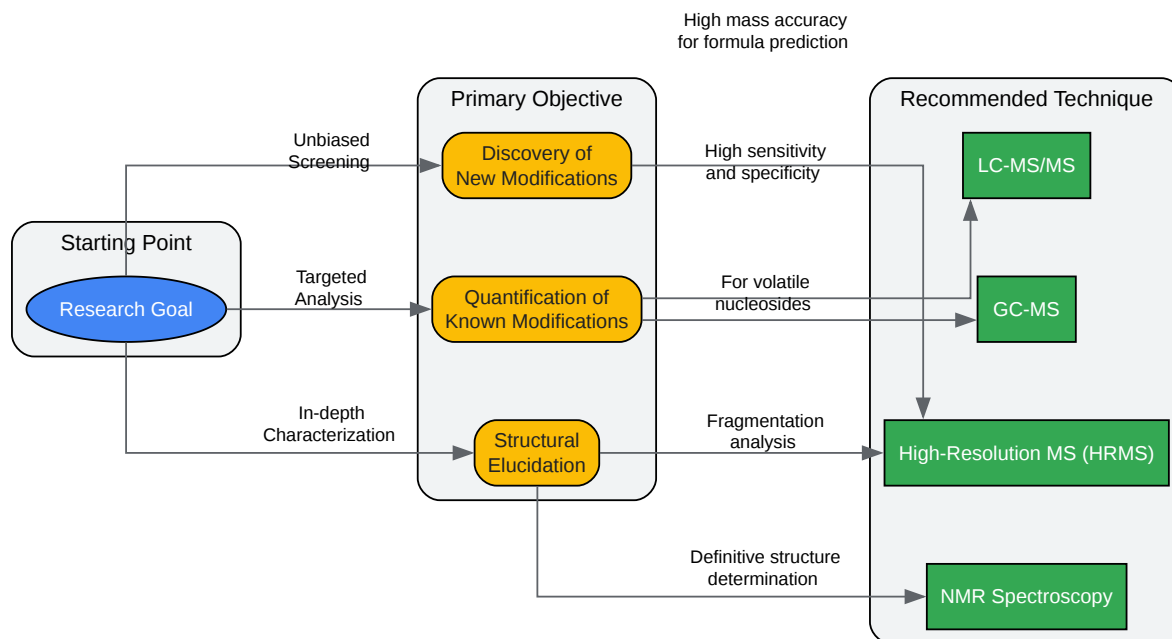 High mass accuracy
for formula prediction
Primary Objective
Recommended Technique
Unbiased
Screening
Discovery of
New Modifications
High sensitivity
and specificity
LC-MS/MS
Starting Point
Research Goal
Targeted
Analysis
Quantification of
Known Modifications
For volatile
nucleosides
GC-MS
In-depth
Characterization
Structural
Elucidation
Fragmentation
analysis
High-Resolution MS (HRMS)
Definitive structure
determination
NMR Spectroscopy